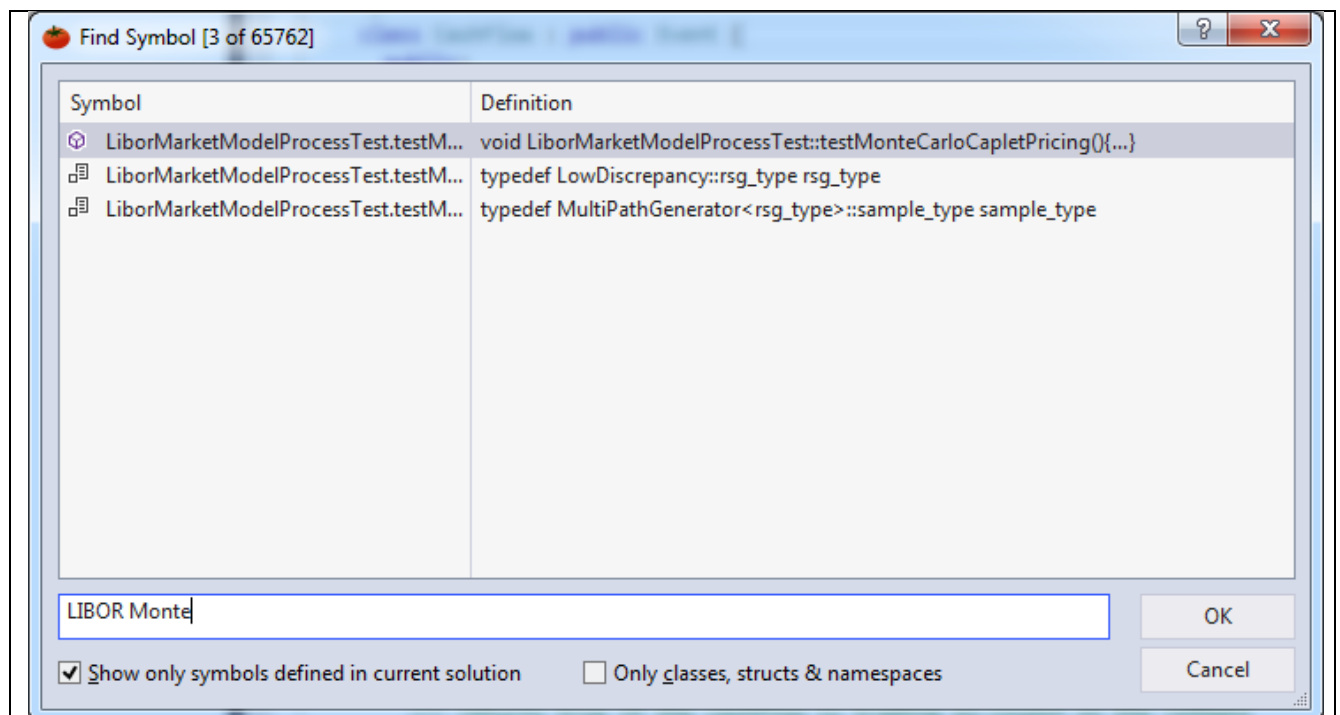 Find Symbol [3 of 65762]
Symbol Definition
LiborMarketModelProcessTest.testM... void LiborMarketModelProcessTest::testMonteCarloCapletPricing(){...}
LiborMarketModelProcessTest.testM... typedef LowDiscrepancy::rsg_type rsg_type
LiborMarketModelProcessTest.testM... typedef MultiPathGenerator<rsg_type>::sample_type sample_type
LIBOR Monte
OK
Show only symbols defined in current solution Only classes, structs & namespaces
Cancel